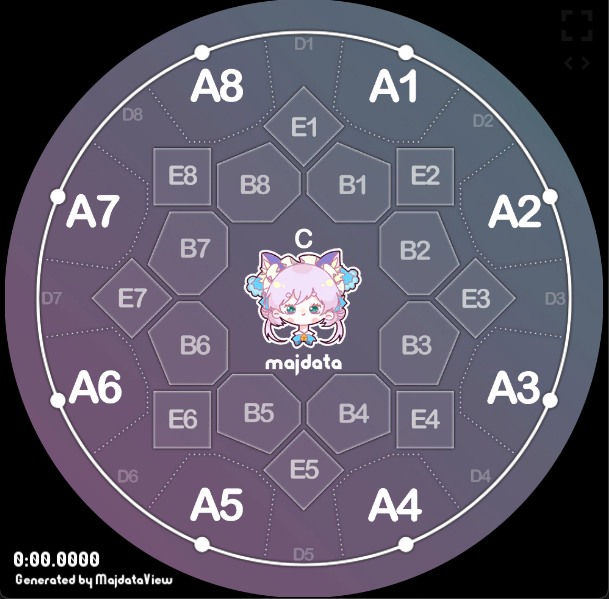 D1
A8 A1
D8 D2
E1
E8 B8 B1 E2
A7 A2
B7 C B2
D7 E7 E3 D3
majdata
B6 B3
A6 A3
E6 B5 B4 E4
E5
D6 D4
A5 A4
D5
0:00.0000
Generated by MajdataView